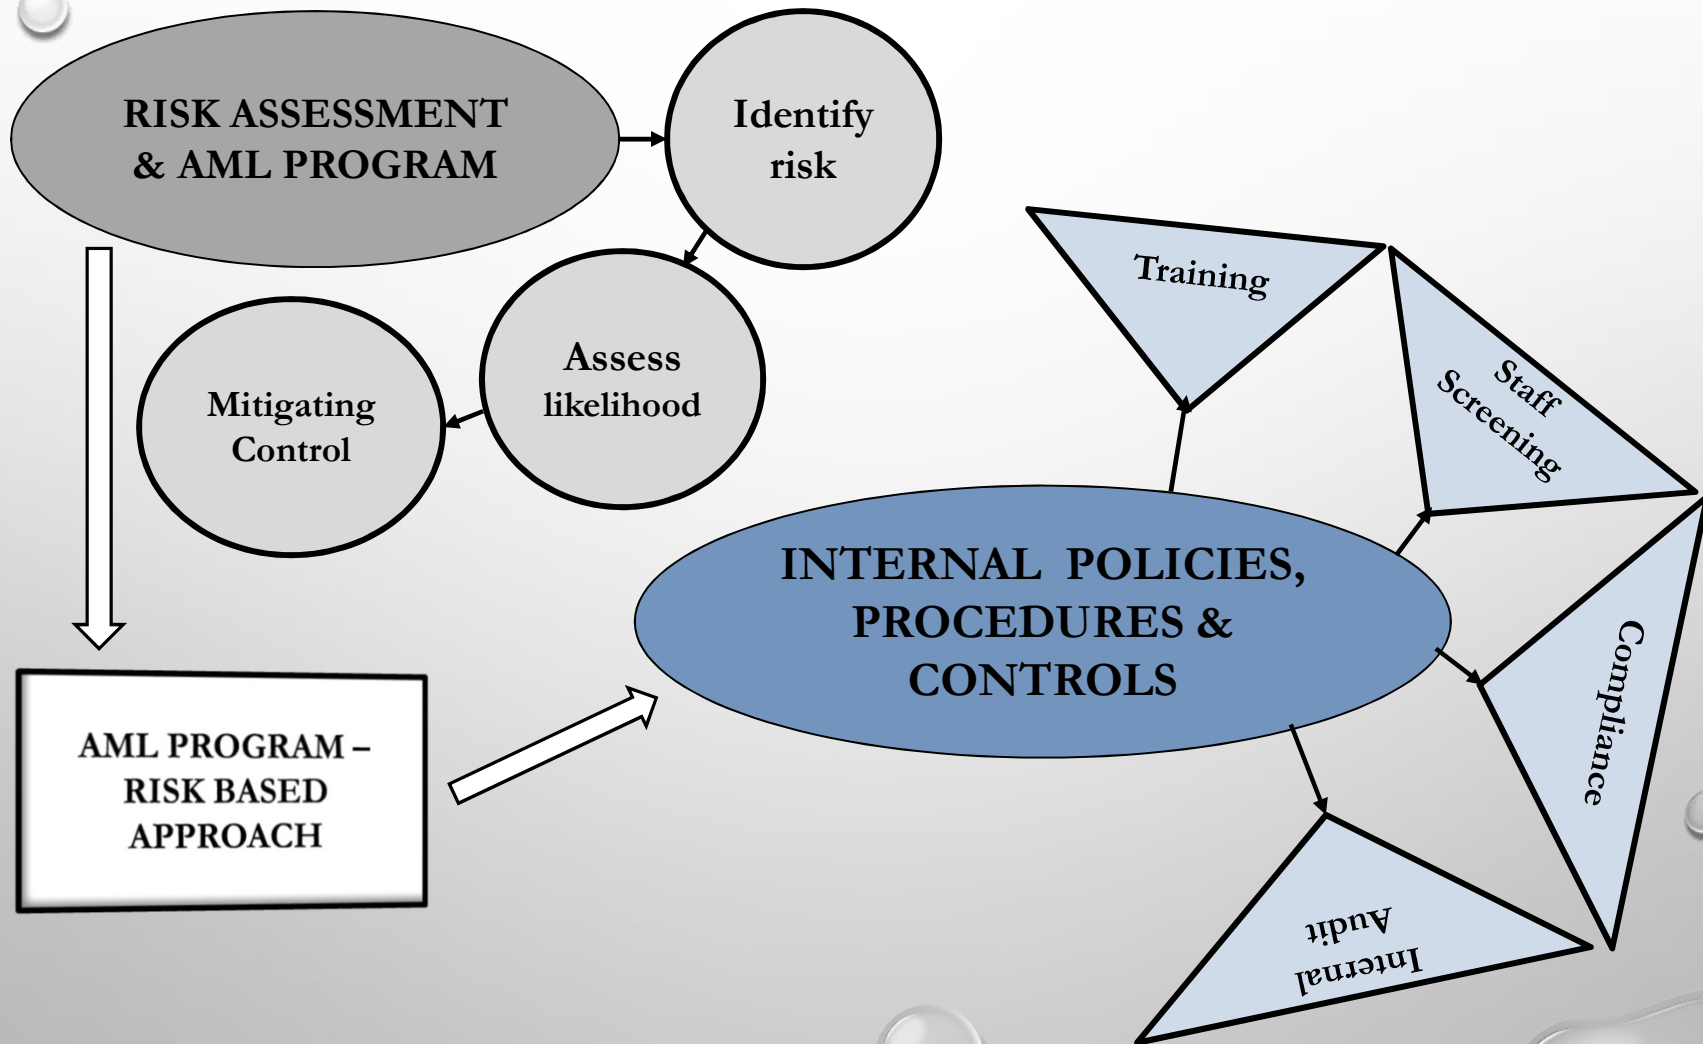 RISK ASSESSMENT
& AML PROGRAM
Identify
risk
Assess
likelihood
Mitigating
Control
AML PROGRAM –
RISK BASED
APPROACH
INTERNAL POLICIES,
PROCEDURES &
CONTROLS
Training
Staff
Screening
Compliance
Internal
Audit